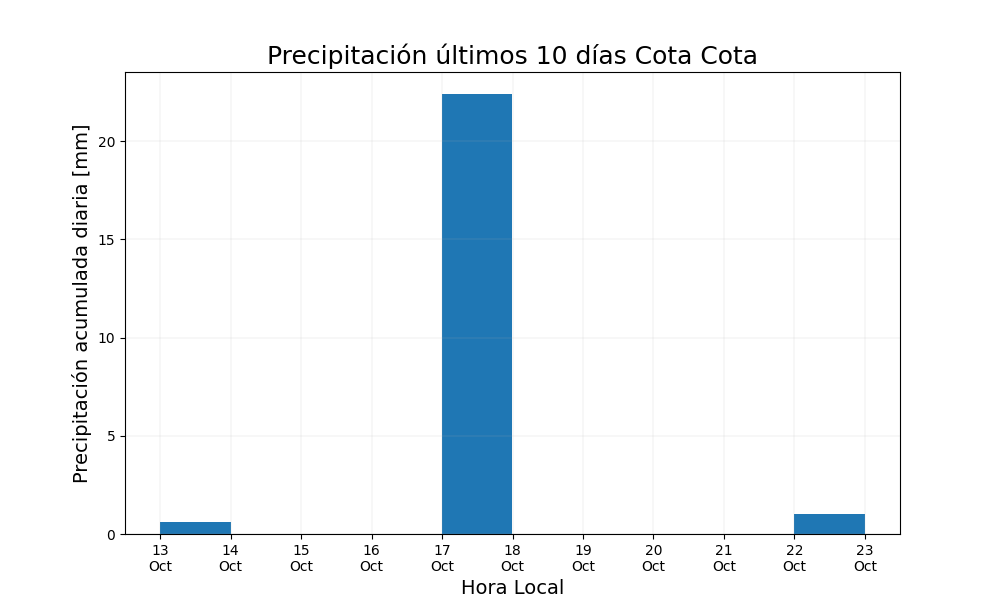 Precipitación últimos 10 días Cota Cota
Precipitación acumulada diaria [mm]
20
15
10
5
0
13 14 15 16 17 18 19 20 21 22 23
Oct Oct Oct Oct Oct Oct Oct Oct Oct Oct Oct
Hora Local